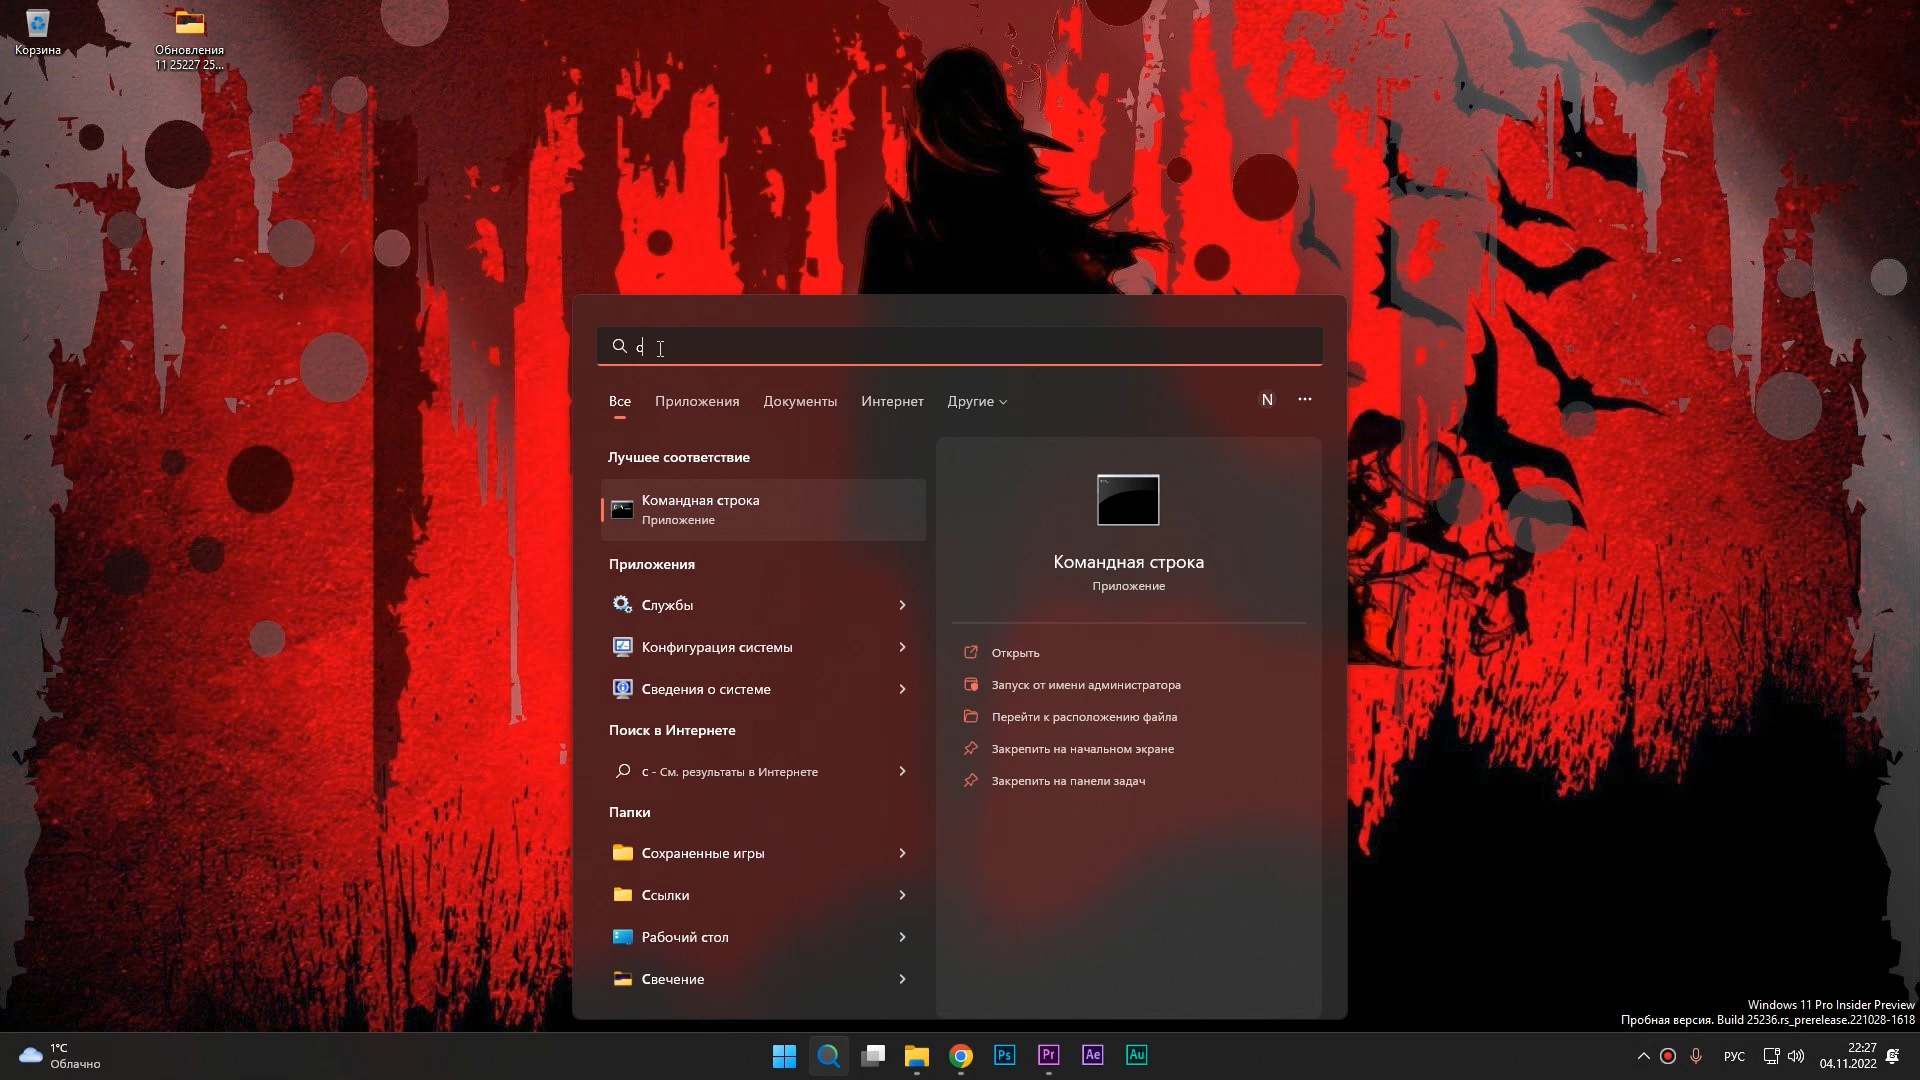 Корзина
Обновления
11 25227 25...
с
Все
Приложения
Документы
Интернет
Другие
N
Лучшее соответствие
Командная строка
Приложение
Приложения
Службы
Конфигурация системы
Сведения о системе
Поиск в Интернете
с - См. результаты в Интернете
Папки
Сохраненные игры
Ссылки
Рабочий стол
Свечение
Командная строка
Приложение
Открыть
Запуск от имени администратора
Перейти к расположению файла
Закрепить на начальном экране
Закрепить на панели задач
Windows 11 Pro Insider Preview
Пробная версия. Build 25236.rs_prerelease.221028-1618
1°C
Облачно
Ps
Pr
Ae
Au
РУС
22:27
04.11.2022